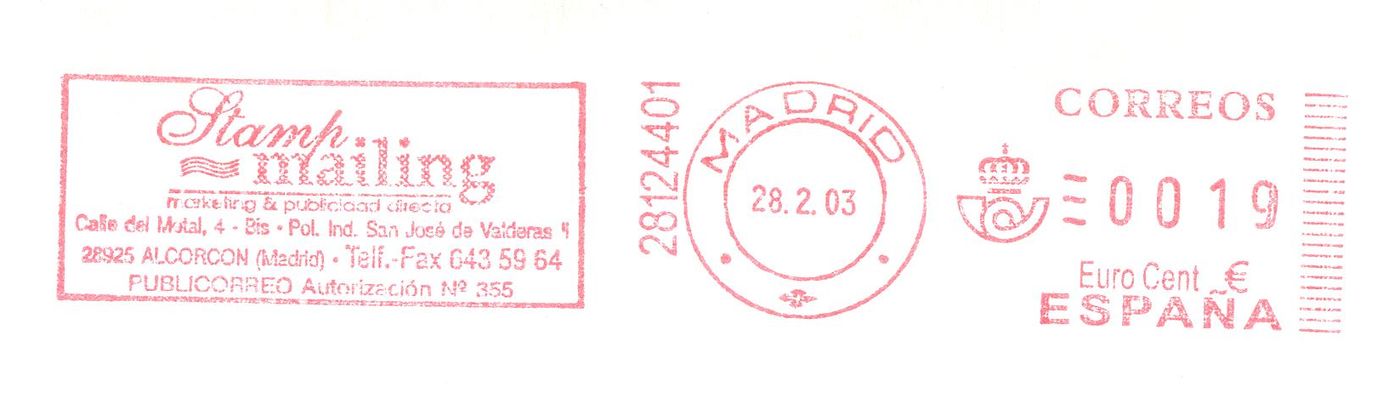 Stamp
mailing
marketing & publicidad directa
Calle del Metal, 4 - Bis • Pol. Ind. San José de Valderas 1
28925 ALCORCON (Madrid) • Telf.-Fax 643 59 64
PUBLICORREO Autorización Nº 355
28124401
MADRID
28.2.03
CORREOS
0019
Euro Cent €
ESPAÑA